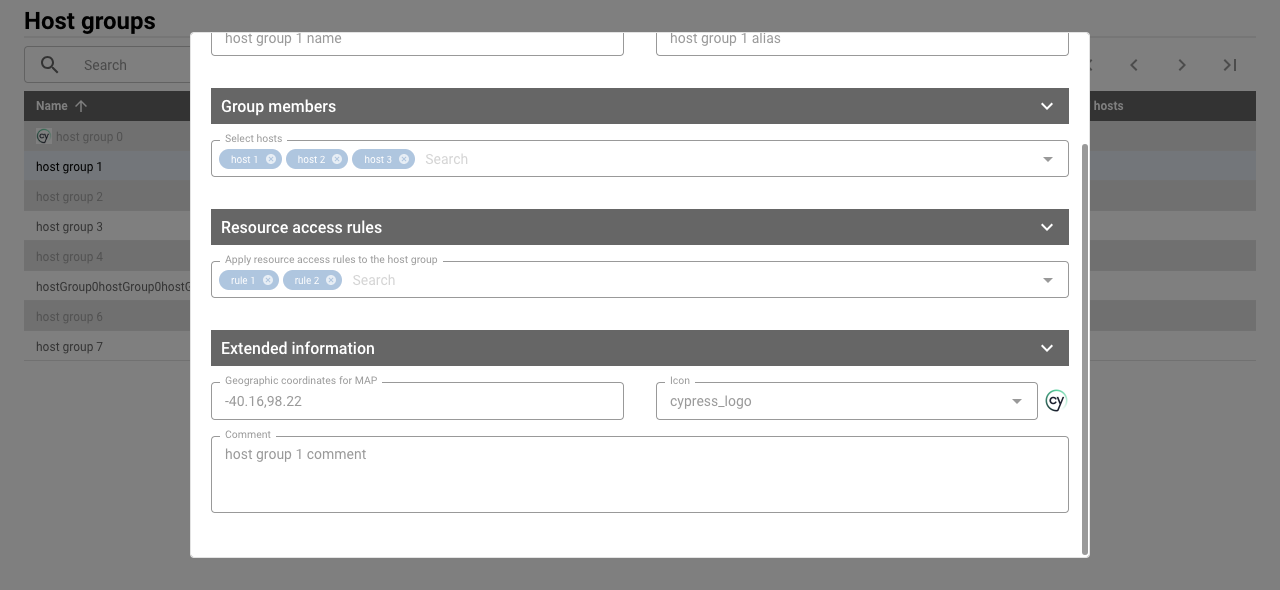 Host groups
host group 1 name
host group 1 alias
Search
Name
hosts
Group members
Select hosts
host 1 host 2 host 3 Search
host group 0
host group 1
host group 2
host group 3
host group 4
hostGroup0hostGroup0host
host group 6
host group 7
Resource access rules
Apply resource access rules to the host group
rule 1 rule 2 Search
Extended information
Geographic coordinates for MAP
-40.16,98.22
Icon
cypress_logo
cy
Comment
host group 1 comment